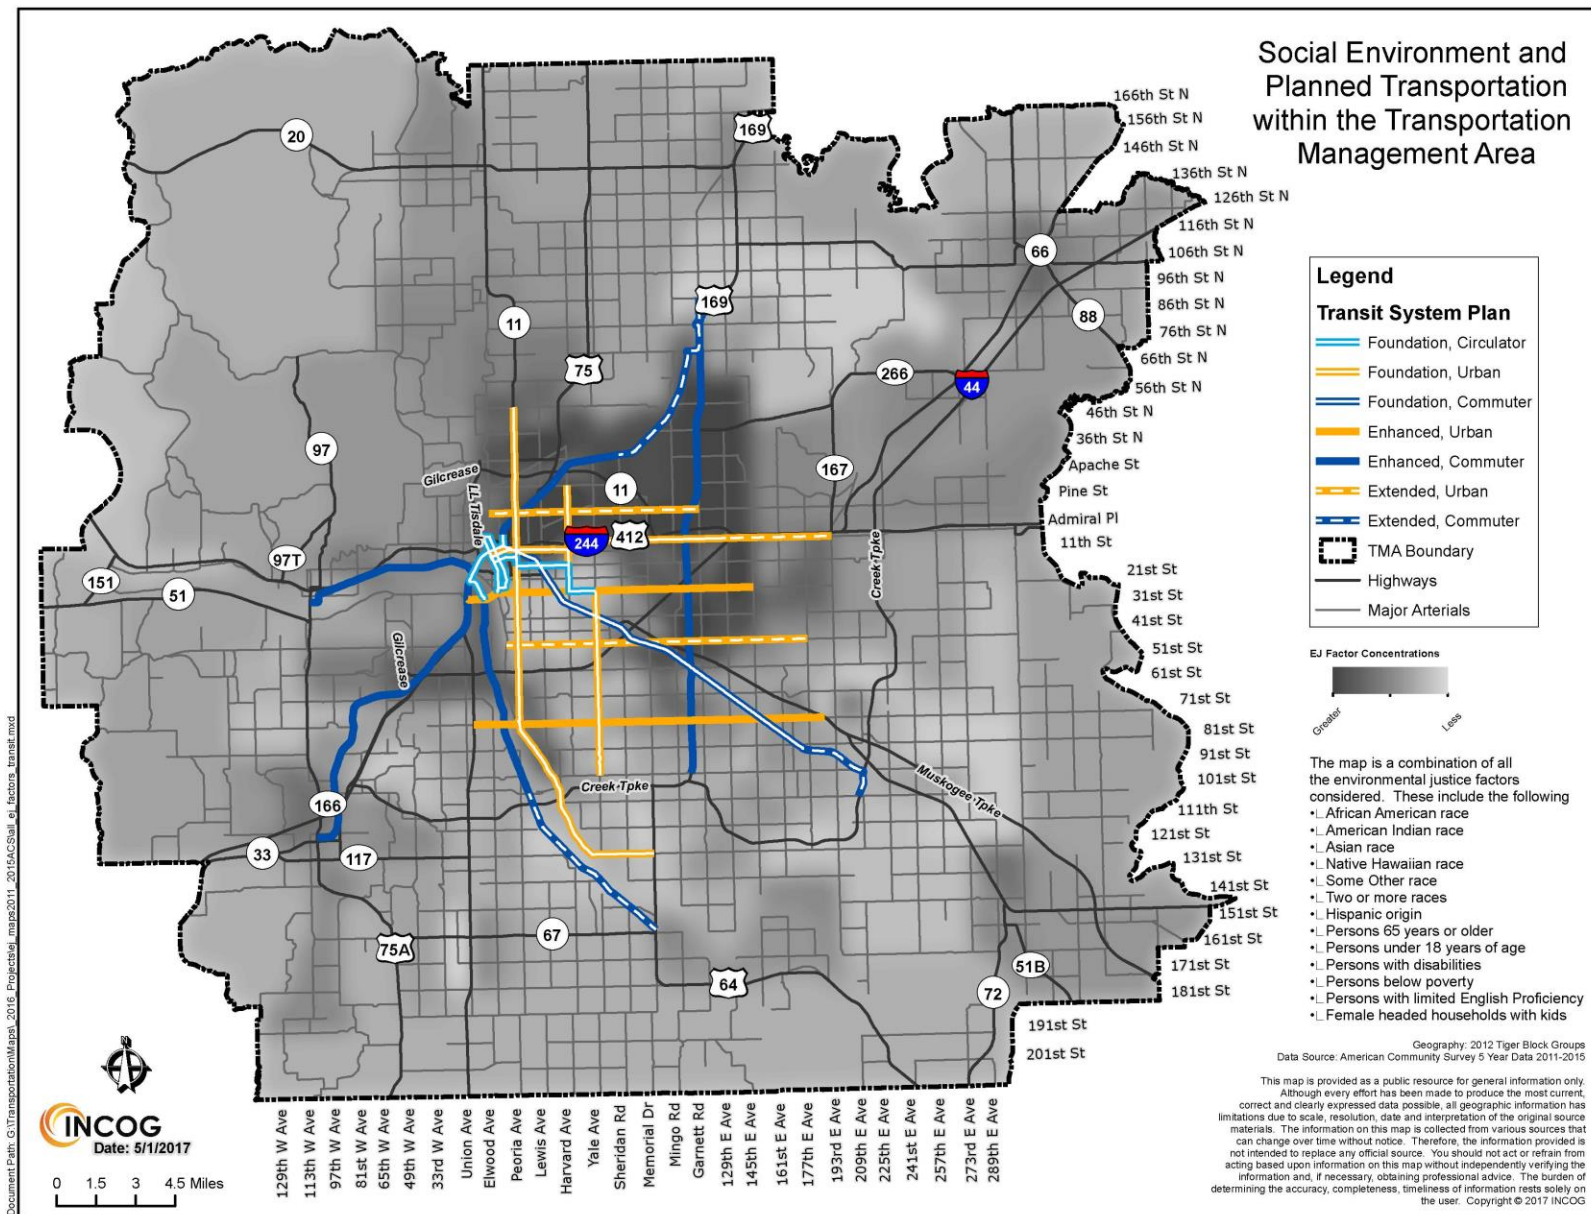 Social Environment and
Planned Transportation
within the Transportation
Management Area
166th St N
156th St N
146th St N
136th St N
126th St N
116th St N
106th St N
96th St N
86th St N
76th St N
66th St N
56th St N
46th St N
36th St N
Apache St
Pine St
Admiral Pl
11th St
21st St
31st St
41st St
51st St
61st St
71st St
81st St
91st St
101st St
111th St
121st St
131st St
141st St
151st St
161st St
171st St
181st St
191st St
201st St
20
169
66
169
88
11
75
266
44
97
Gilcrease
LL Tisdale
11
167
244
412
97T
151
51
Creek Tpke
Gilcrease
166
Creek Tpke
Muskogee Tpke
33
117
75A
67
64
51B
72
Legend
Transit System Plan
Foundation, Circulator
Foundation, Urban
Foundation, Commuter
Enhanced, Urban
Enhanced, Commuter
Extended, Urban
Extended, Commuter
TMA Boundary
Highways
Major Arterials
EJ Factor Concentrations
Greater
Less
The map is a combination of all
the environmental justice factors
considered. These include the following
• African American race
• American Indian race
• Asian race
• Native Hawaiian race
• Some Other race
• Two or more races
• Hispanic origin
• Persons 65 years or older
• Persons under 18 years of age
• Persons with disabilities
• Persons below poverty
• Persons with limited English Proficiency
• Female headed households with kids
Geography: 2012 Tiger Block Groups
Data Source: American Community Survey 5 Year Data 2011-2015
This map is provided as a public resource for general information only.
Although every effort has been made to produce the most current,
correct and clearly expressed data possible, all geographic information has
limitations due to scale, resolution, date and interpretation of the original source
materials. The information on this map is collected from various sources that
can change over time without notice. Therefore, the information provided is
not intended to replace any official source. You should not act or refrain from
acting based upon information on this map without independently verifying the
information and, if necessary, obtaining professional advice. The burden of
determining the accuracy, completeness, timeliness of information rests solely on
the user. Copyright © 2017 INCOG
INCOG
Date: 5/1/2017
0 1.5 3 4.5 Miles
129th W Ave
113th W Ave
97th W Ave
81st W Ave
65th W Ave
49th W Ave
33rd W Ave
Union Ave
Elwood Ave
Peoria Ave
Lewis Ave
Harvard Ave
Yale Ave
Sheridan Rd
Memorial Dr
Mingo Rd
Garnett Rd
129th E Ave
145th E Ave
161st E Ave
177th E Ave
193rd E Ave
209th E Ave
225th E Ave
241st E Ave
257th E Ave
273rd E Ave
289th E Ave
Document Path: G:\Transportation\Maps\_2016_Projects\ej_maps2011_2015ACS\all_ej_factors_transit.mxd